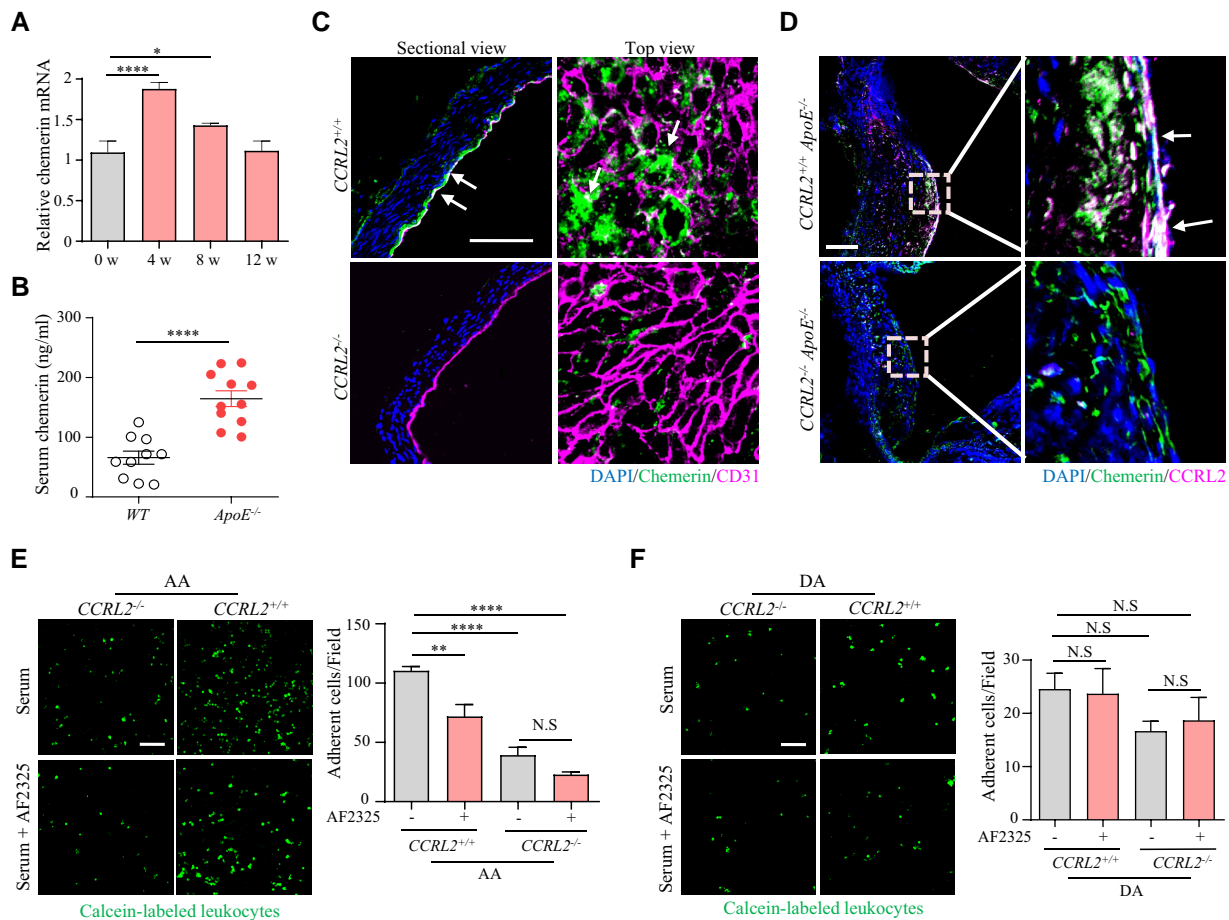 A
Relative chemerin mRNA
2
1.5
1
0.5
0
****
*
0 w 4 w 8 w 12 w
B
Serum chemerin (ng/ml)
300
200
100
0
****
WT ApoE-/-
C
Sectional view Top view
CCRL2+/+
CCRL2-/-
DAPI/Chemerin/CD31
D
CCRL2+/+ ApoE-/-
CCRL2-/- ApoE-/-
DAPI/Chemerin/CCRL2
E
AA
CCRL2-/- CCRL2+/+
Serum
Serum + AF2325
Calcein-labeled leukocytes
Adherent cells/Field
150
100
50
0
****
****
**
N.S
AF2325 - + - +
CCRL2+/+ CCRL2-/-
AA
F
DA
CCRL2-/- CCRL2+/+
Serum
Serum + AF2325
Calcein-labeled leukocytes
Adherent cells/Field
30
20
10
0
N.S
N.S
N.S N.S
AF2325 - + - +
CCRL2+/+ CCRL2-/-
DA